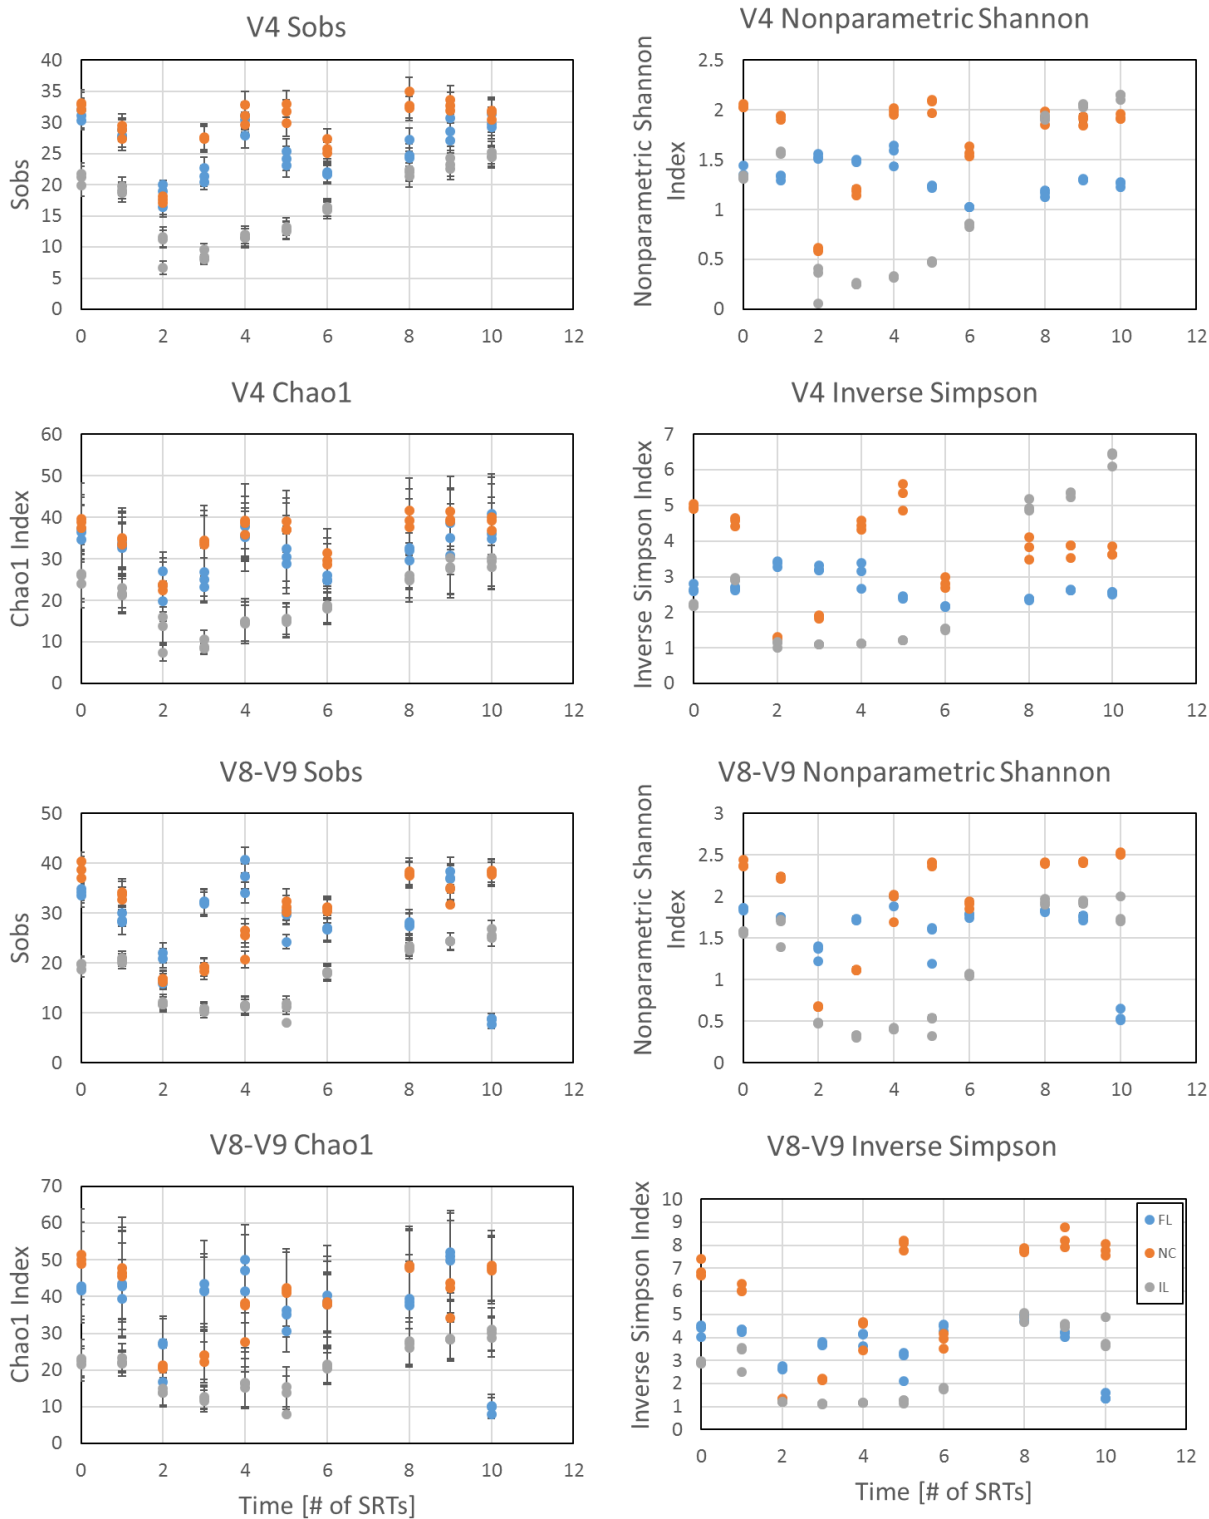 V4 Sobs
Sobs
40
35
30
25
20
15
10
5
0
0 2 4 6 8 10 12
V4 Nonparametric Shannon
Nonparametric Shannon
Index
2.5
2
1.5
1
0.5
0
0 2 4 6 8 10 12
V4 Chao1
Chao1 Index
60
50
40
30
20
10
0
0 2 4 6 8 10 12
V4 Inverse Simpson
Inverse Simpson Index
7
6
5
4
3
2
1
0
0 2 4 6 8 10 12
V8-V9 Sobs
Sobs
50
40
30
20
10
0
0 2 4 6 8 10 12
V8-V9 Nonparametric Shannon
Nonparametric Shannon
Index
3
2.5
2
1.5
1
0.5
0
0 2 4 6 8 10 12
V8-V9 Chao1
Chao1 Index
70
60
50
40
30
20
10
0
0 2 4 6 8 10 12
Time [# of SRTs]
V8-V9 Inverse Simpson
Inverse Simpson Index
10
9
8
7
6
5
4
3
2
1
0
0 2 4 6 8 10 12
Time [# of SRTs]
FL
NC
IL